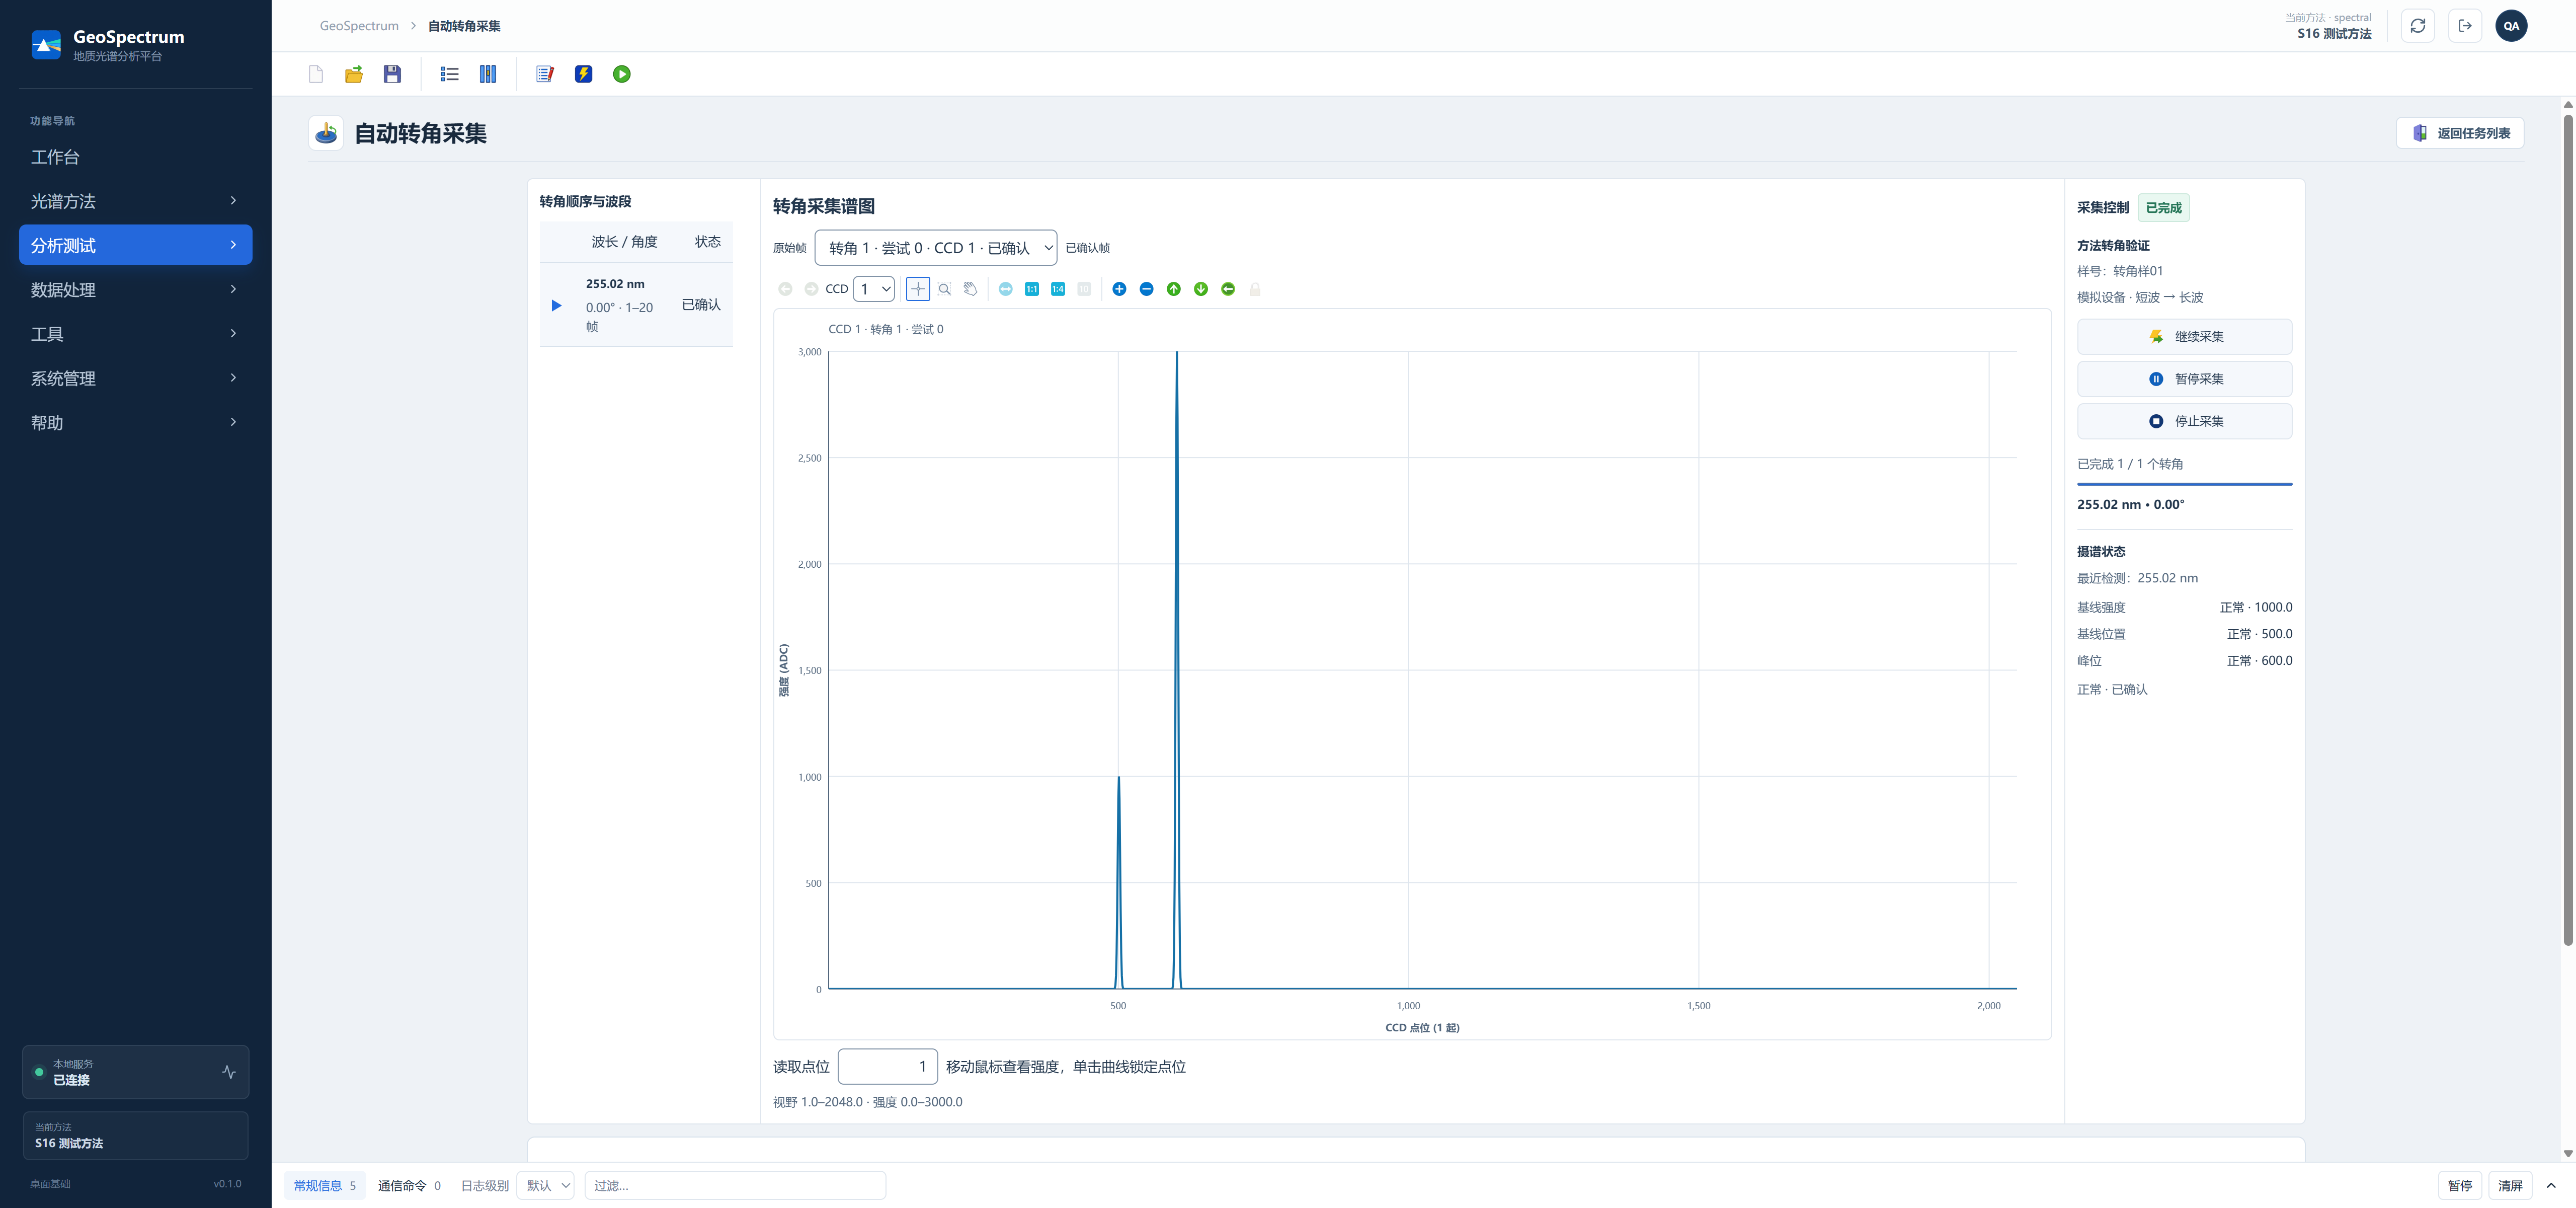 GeoSpectrum
地质光谱分析平台
功能导航
工作台
光谱方法
分析测试
数据处理
工具
系统管理
帮助
本地服务
已连接
当前方法
S16 测试方法
桌面基础 v0.1.0
GeoSpectrum 自动转角采集
当前方法 · spectral
S16 测试方法
QA
自动转角采集
返回任务列表
转角顺序与波段
波长 / 角度 状态
255.02 nm
0.00° · 1–20
帧
已确认
转角采集谱图
原始帧 转角 1 · 尝试 0 · CCD 1 · 已确认 已确认帧
CCD 1 1:1 1:4 10
CCD 1 · 转角 1 · 尝试 0
3,000
2,500
2,000
1,500
1,000
500
0
强度 (ADC)
500 1,000 1,500 2,000
CCD 点位 (1 起)
读取点位 1 移动鼠标查看强度，单击曲线锁定点位
视野 1.0–2048.0 · 强度 0.0–3000.0
采集控制 已完成
方法转角验证
样号：转角样01
模拟设备 · 短波 → 长波
继续采集
暂停采集
停止采集
已完成 1 / 1 个转角
255.02 nm • 0.00°
摄谱状态
最近检测：255.02 nm
基线强度 正常 · 1000.0
基线位置 正常 · 500.0
峰位 正常 · 600.0
正常 · 已确认
常规信息 5 通信命令 0 日志级别 默认 过滤... 暂停 清屏